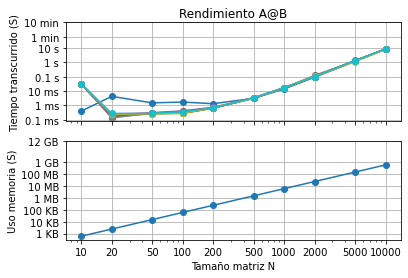 Rendimiento A@B
Tiempo transcurrido (S)
10 min
1 min
10 s
1 s
0.1 s
10 ms
1 ms
0.1 ms
Uso memoria (S)
12 GB
1 GB
100 MB
10 MB
1 MB
100 KB
10 KB
1 KB
10 20 50 100 200 500 1000 2000 5000 10000
Tamaño matriz N